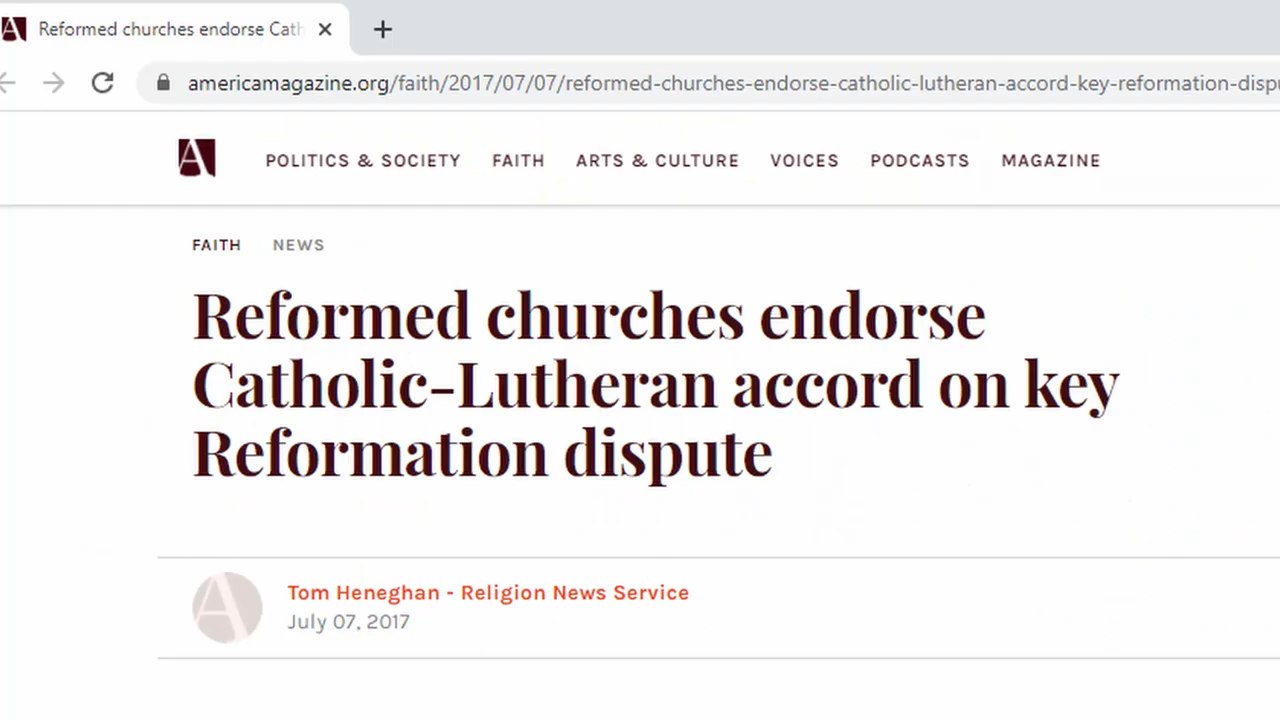 Reformed churches endorse Cath
americamagazine.org/faith/2017/07/07/reformed-churches-endorse-catholic-lutheran-accord-key-reformation-disp
POLITICS & SOCIETY FAITH ARTS & CULTURE VOICES PODCASTS MAGAZINE
FAITH NEWS
Reformed churches endorse
Catholic-Lutheran accord on key
Reformation dispute
Tom Heneghan - Religion News Service
July 07, 2017